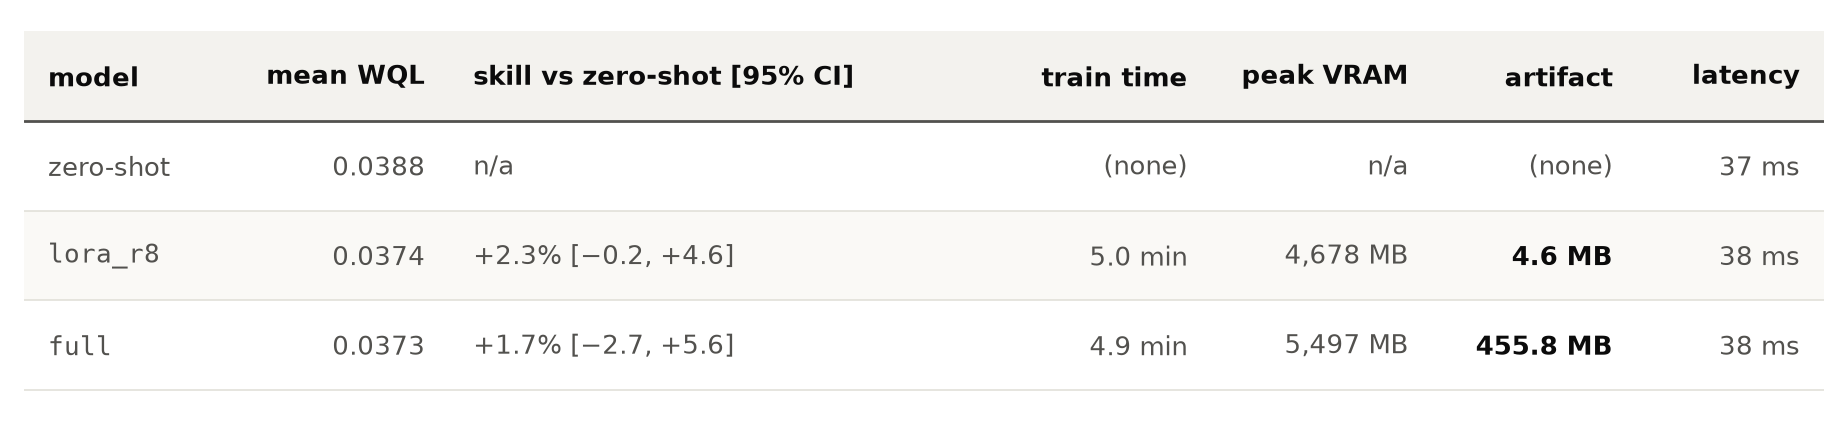 model mean WQL skill vs zero-shot [95% CI] train time peak VRAM artifact latency
zero-shot 0.0388 n/a (none) n/a (none) 37 ms
lora_r8 0.0374 +2.3% [−0.2, +4.6] 5.0 min 4,678 MB 4.6 MB 38 ms
full 0.0373 +1.7% [−2.7, +5.6] 4.9 min 5,497 MB 455.8 MB 38 ms